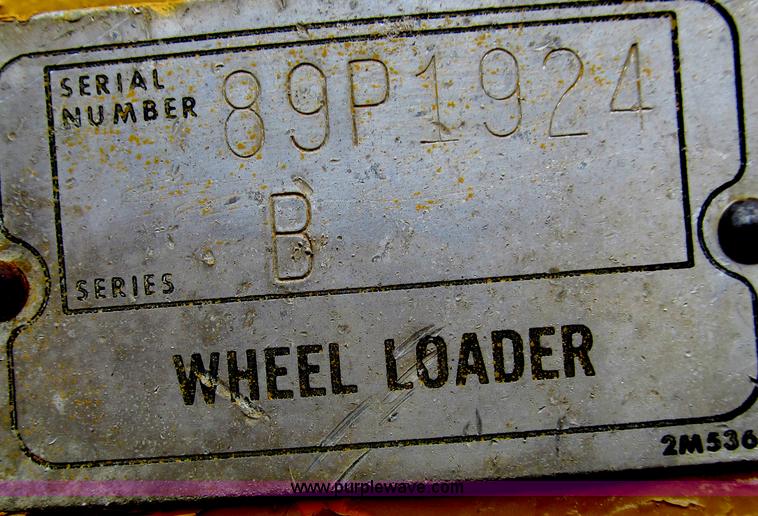 SERIAL
NUMBER 89P1924
B
SERIES
WHEEL LOADER
2M536
www.purplewave.com